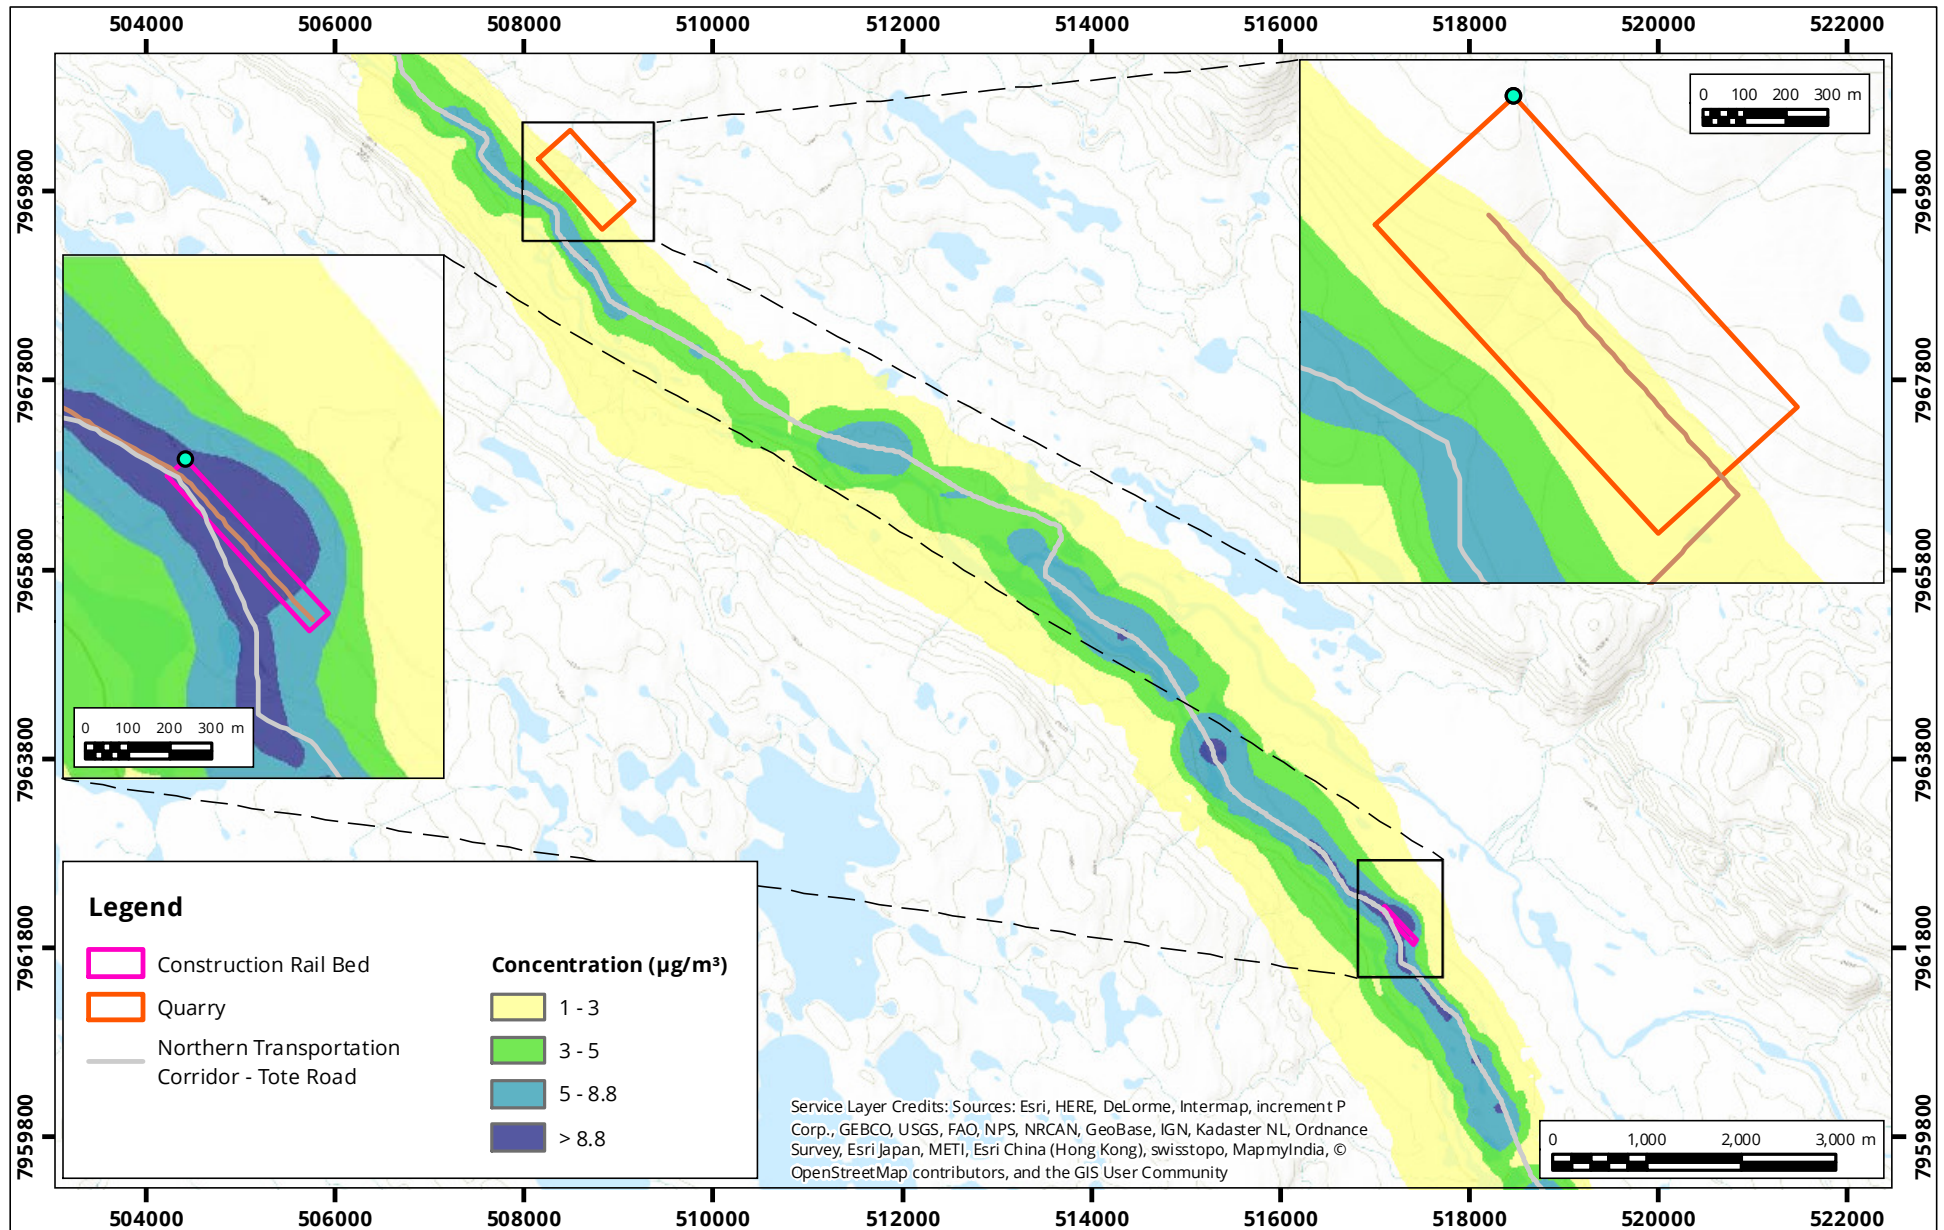 504000 506000 508000 510000 512000 514000 516000 518000 520000 522000
0 100 200 300 m
7969800
7969800
7967800
7967800
7965800
7965800
7963800
7963800
7961800
7961800
7959800
7959800
0 100 200 300 m
Legend
Construction Rail Bed
Quarry
Northern Transportation
Corridor - Tote Road
Concentration (µg/m³)
1 - 3
3 - 5
5 - 8.8
> 8.8
Service Layer Credits: Sources: Esri, HERE, DeLorme, Intermap, increment P
Corp., GEBCO, USGS, FAO, NPS, NRCAN, GeoBase, IGN, Kadaster NL, Ordnance
Survey, Esri Japan, METI, Esri China (Hong Kong), swisstopo, MapmyIndia, ©
OpenStreetMap contributors, and the GIS User Community
0 1,000 2,000 3,000 m
504000 506000 508000 510000 512000 514000 516000 518000 520000 522000